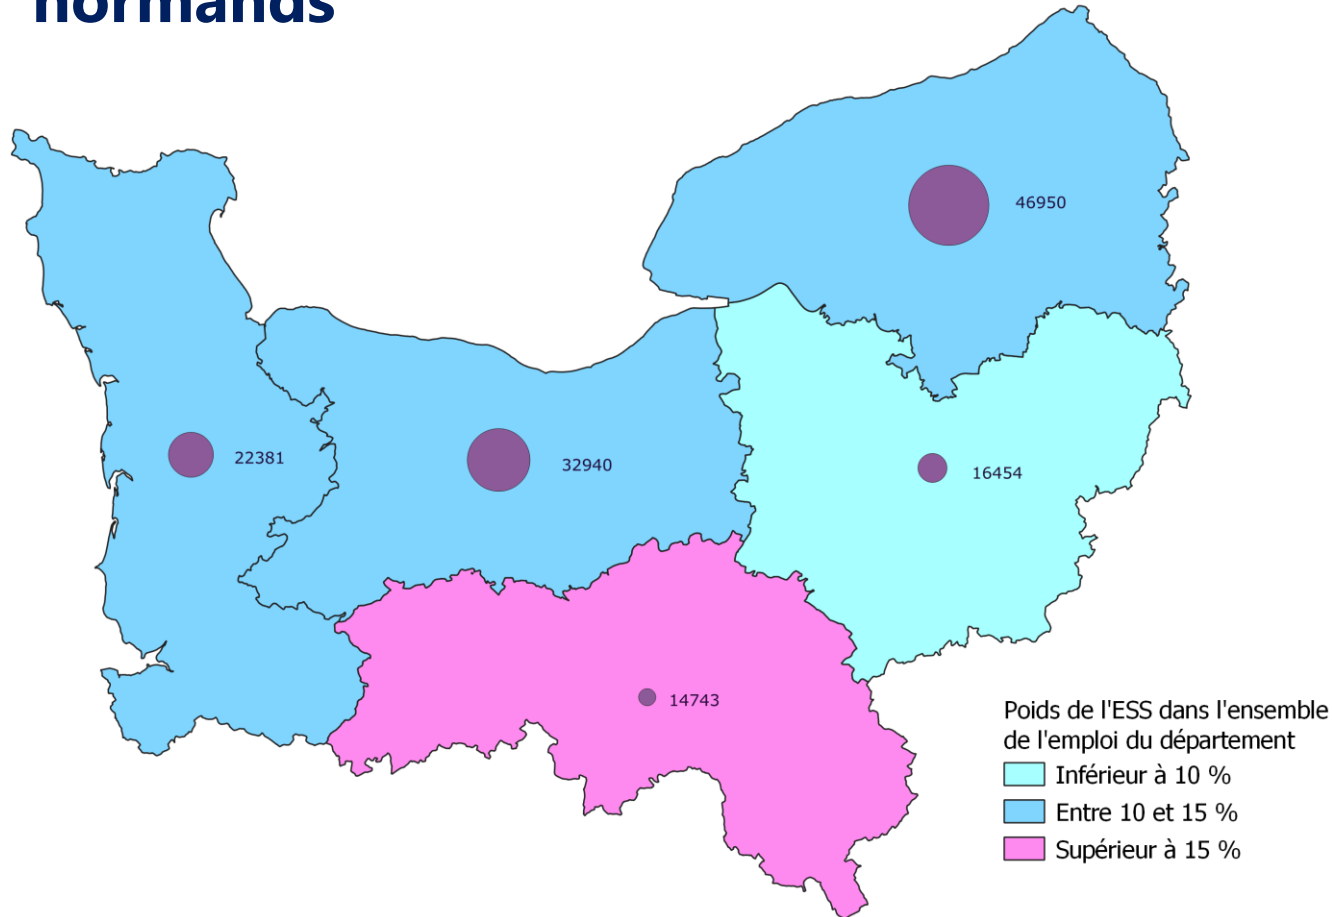 normands
46950
22381
32940
16454
14743
Poids de l'ESS dans l'ensemble
de l'emploi du département
Inférieur à 10 %
Entre 10 et 15 %
Supérieur à 15 %